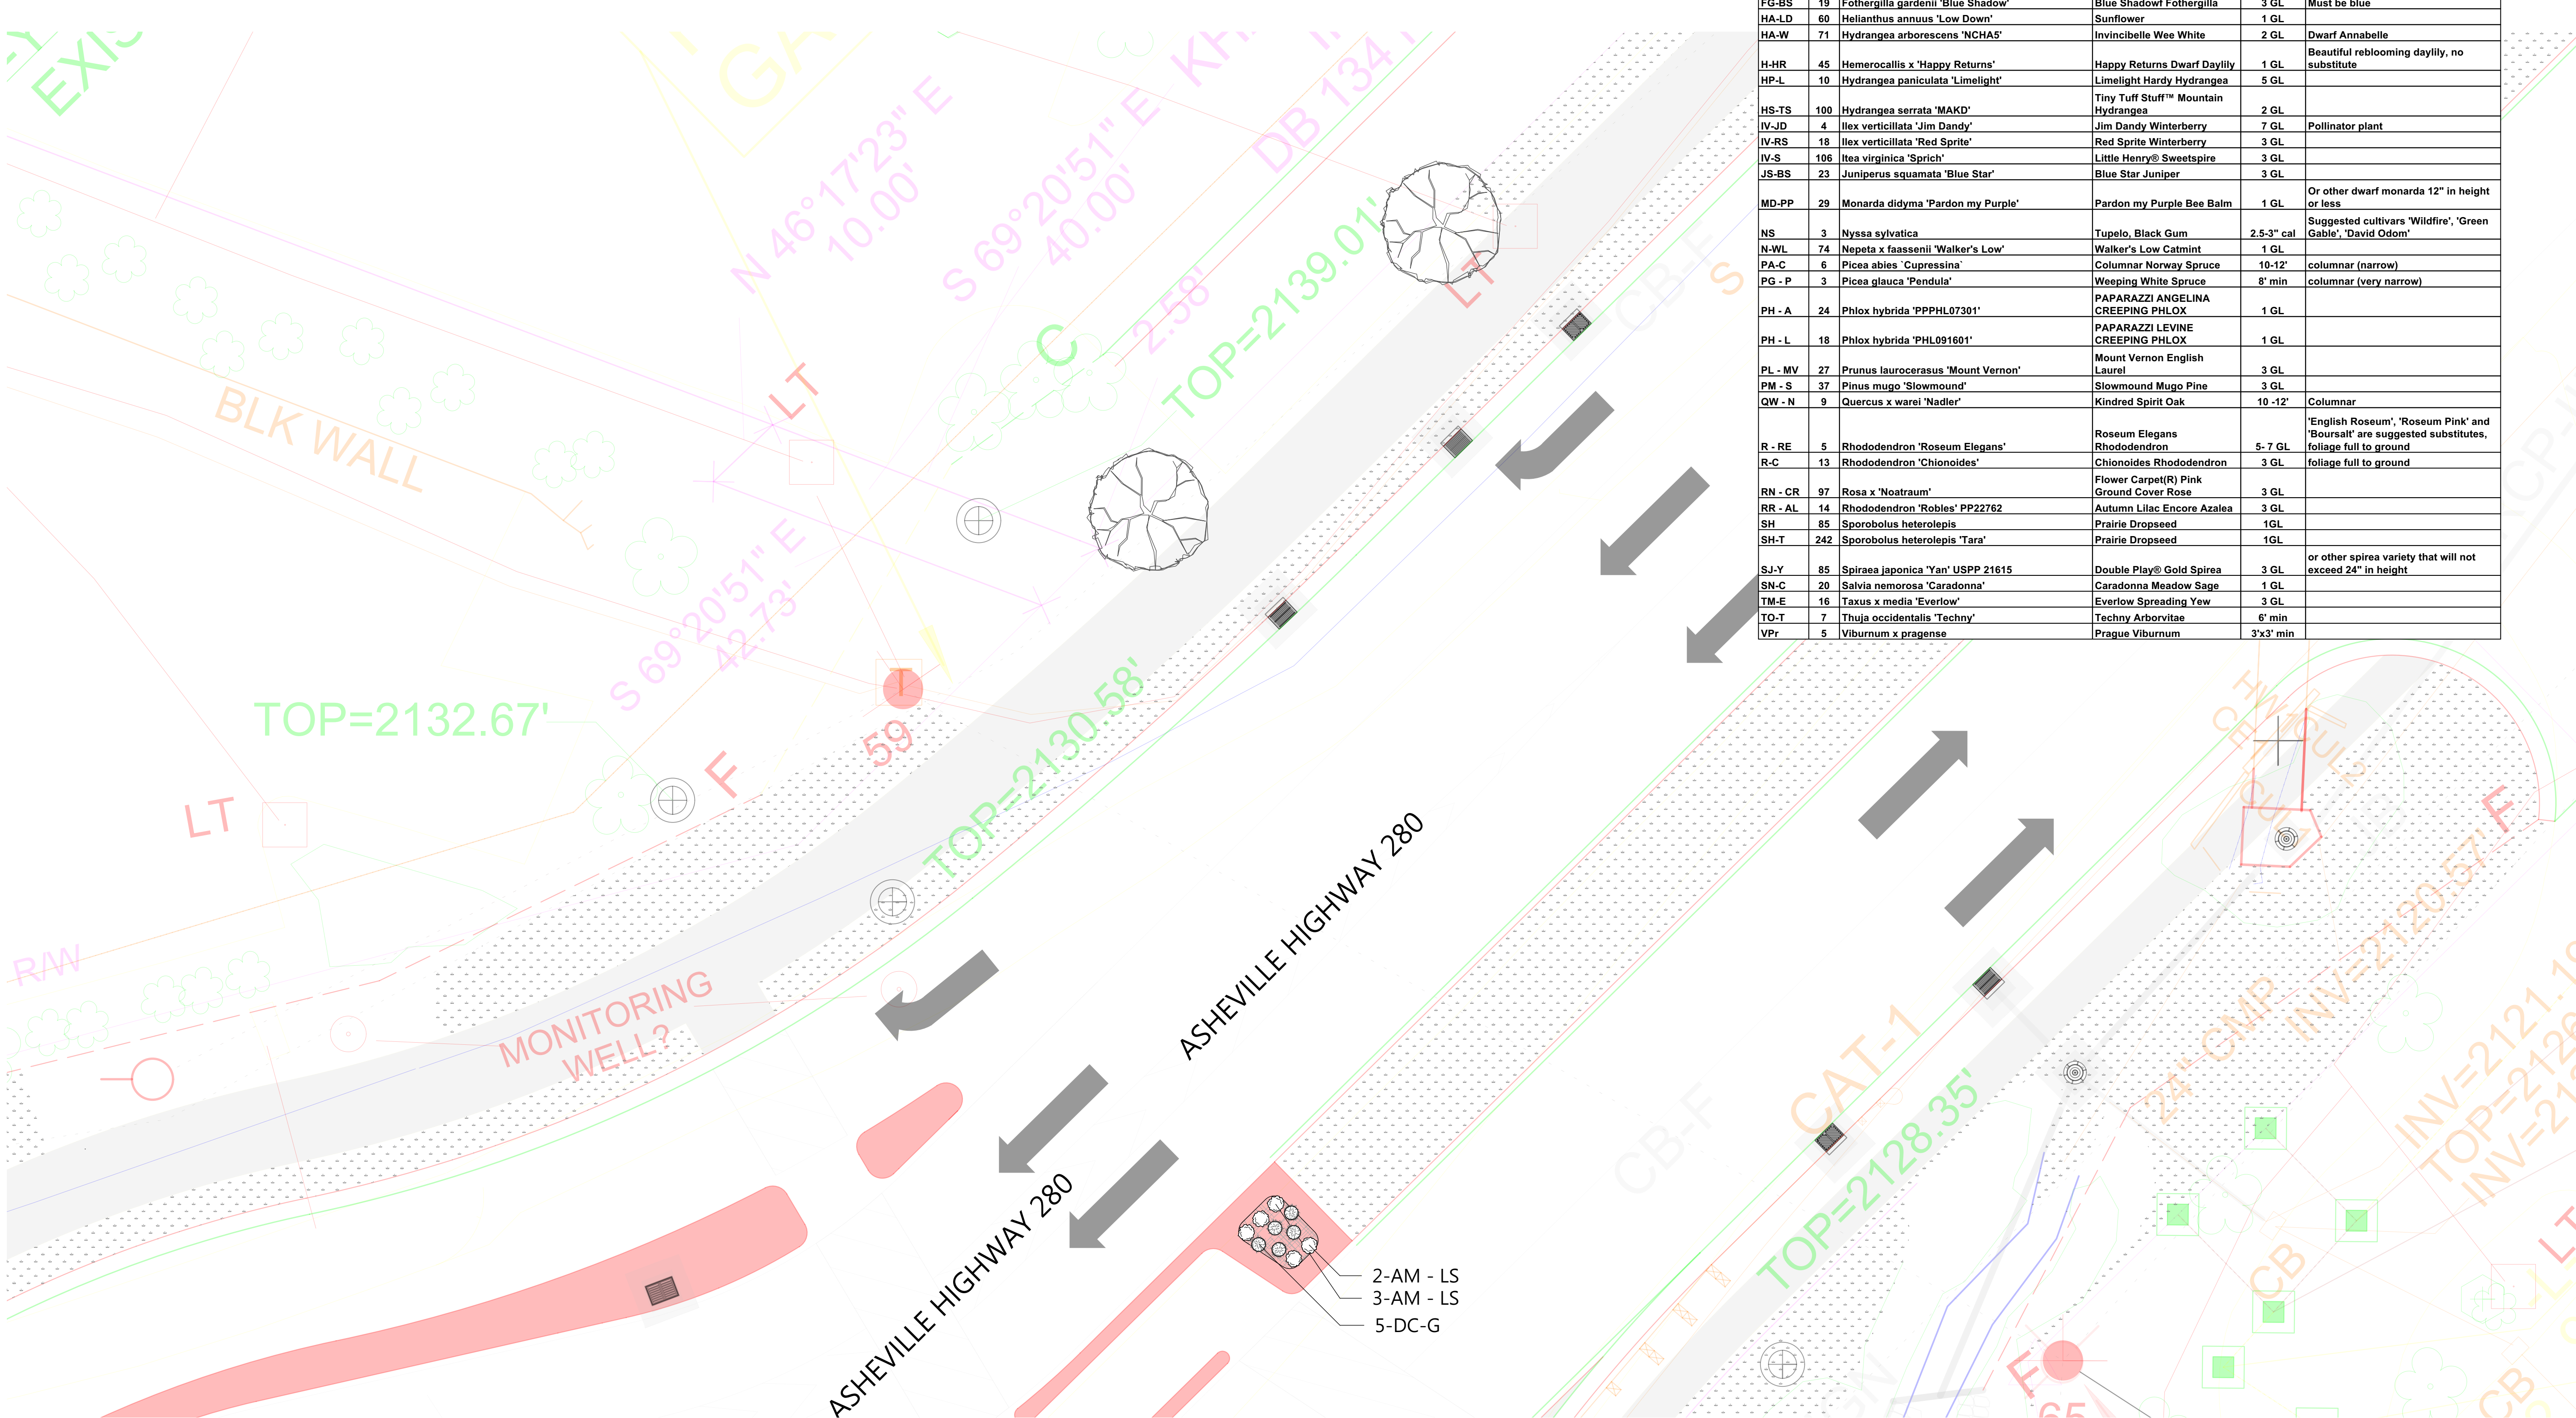 FG-BS 19 Fothergilla gardenii 'Blue Shadow' Blue Shadowf Fothergilla 3 GL Must be blue
HA-LD 60 Helianthus annuus 'Low Down' Sunflower 1 GL
HA-W 71 Hydrangea arborescens 'NCHA5' Invincibelle Wee White 2 GL Dwarf Annabelle
H-HR 45 Hemerocallis x 'Happy Returns' Happy Returns Dwarf Daylily 1 GL Beautiful reblooming daylily, no
substitute
HP-L 10 Hydrangea paniculata 'Limelight' Limelight Hardy Hydrangea 5 GL
HS-TS 100 Hydrangea serrata 'MAKD' Tiny Tuff Stuff™ Mountain
Hydrangea 2 GL
IV-JD 4 Ilex verticillata 'Jim Dandy' Jim Dandy Winterberry 7 GL Pollinator plant
IV-RS 18 Ilex verticillata 'Red Sprite' Red Sprite Winterberry 3 GL
IV-S 106 Itea virginica 'Sprich' Little Henry® Sweetspire 3 GL
JS-BS 23 Juniperus squamata 'Blue Star' Blue Star Juniper 3 GL
MD-PP 29 Monarda didyma 'Pardon my Purple' Pardon my Purple Bee Balm 1 GL Or other dwarf monarda 12" in height
or less
NS 3 Nyssa sylvatica Tupelo, Black Gum 2.5-3" cal Suggested cultivars 'Wildfire', 'Green
Gable', 'David Odom'
N-WL 74 Nepeta x faassenii 'Walker's Low' Walker's Low Catmint 1 GL
PA-C 6 Picea abies `Cupressina` Columnar Norway Spruce 10-12' columnar (narrow)
PG - P 3 Picea glauca 'Pendula' Weeping White Spruce 8' min columnar (very narrow)
PH - A 24 Phlox hybrida 'PPPHL07301' PAPARAZZI ANGELINA
CREEPING PHLOX 1 GL
PH - L 18 Phlox hybrida 'PHL091601' PAPARAZZI LEVINE
CREEPING PHLOX 1 GL
PL - MV 27 Prunus laurocerasus 'Mount Vernon' Mount Vernon English
Laurel 3 GL
PM - S 37 Pinus mugo 'Slowmound' Slowmound Mugo Pine 3 GL
QW - N 9 Quercus x warei 'Nadler' Kindred Spirit Oak 10 -12' Columnar
R - RE 5 Rhododendron 'Roseum Elegans' Roseum Elegans
Rhododendron 5- 7 GL 'English Roseum', 'Roseum Pink' and
'Boursalt' are suggested substitutes,
foliage full to ground
R-C 13 Rhododendron 'Chionoides' Chionoides Rhododendron 3 GL foliage full to ground
RN - CR 97 Rosa x 'Noatraum' Flower Carpet(R) Pink
Ground Cover Rose 3 GL
RR - AL 14 Rhododendron 'Robles' PP22762 Autumn Lilac Encore Azalea 3 GL
SH 85 Sporobolus heterolepis Prairie Dropseed 1GL
SH-T 242 Sporobolus heterolepis 'Tara' Prairie Dropseed 1GL
SJ-Y 85 Spiraea japonica 'Yan' USPP 21615 Double Play® Gold Spirea 3 GL or other spirea variety that will not
exceed 24" in height
SN-C 20 Salvia nemorosa 'Caradonna' Caradonna Meadow Sage 1 GL
TM-E 16 Taxus x media 'Everlow' Everlow Spreading Yew 3 GL
TO-T 7 Thuja occidentalis 'Techny' Techny Arborvitae 6' min
VPr 5 Viburnum x pragense Prague Viburnum 3'x3' min
N 46°17'23" E
10.00'
S 69°20'51" E
40.00'
DB 134
2.58'
TOP=2139.01'
C
LT
CB-F
S
LT
BLK WALL
S 69°20'51" E
42.73'
T
59
TOP=2132.67'
F
LT
TOP=2130.58'
R/W
MONITORING
WELL?
ASHEVILLE HIGHWAY 280
ASHEVILLE HIGHWAY 280
2-AM - LS
3-AM - LS
5-DC-G
CB-F
CAT-1
TOP=2128.35'
24" CMP
INV=2120.57'
F
CB
LT
F
65
CB